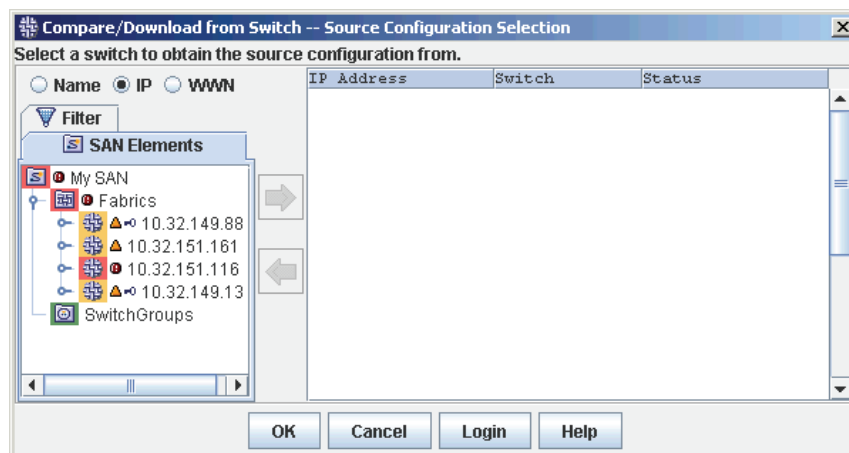 Compare/Download from Switch -- Source Configuration Selection
Select a switch to obtain the source configuration from.
Name IP WWN
Filter
SAN Elements
My SAN
Fabrics
10.32.149.88
10.32.151.161
10.32.151.116
10.32.149.13
SwitchGroups
IP Address Switch Status
OK Cancel Login Help